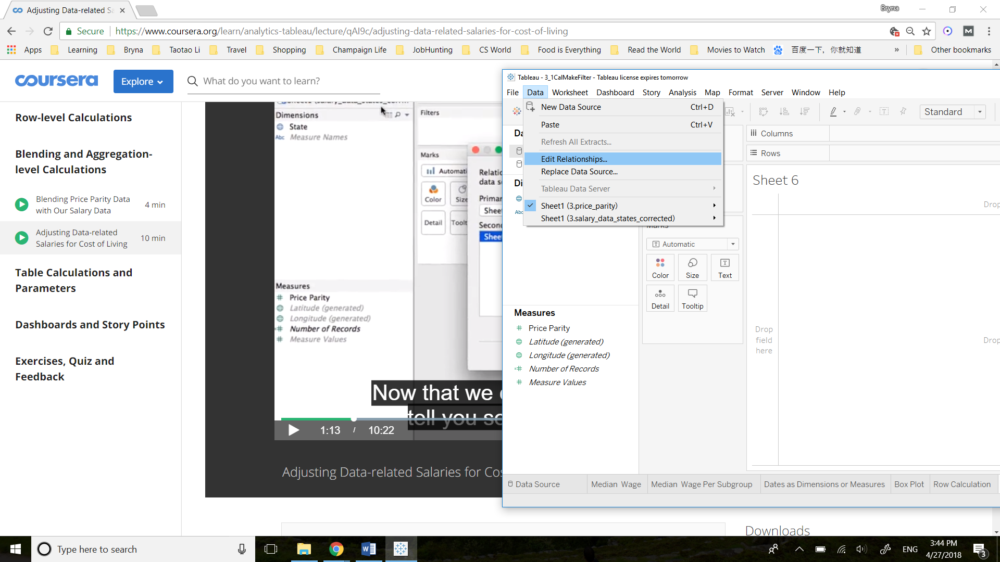 Adjusting Data-related Sa
Bryna
Secure
https://www.coursera.org/learn/analytics-tableau/lecture/qAI9c/adjusting-data-related-salaries-for-cost-of-living
Apps Learning Bryna Taotao Li Travel Shopping Champaign Life JobHunting CS World Food is Everything Read the World Movies to Watch 百度一下，你就知道 » Other bookmarks
coursera
Explore
What do you want to learn?
Row-level Calculations
Blending and Aggregation-
level Calculations
Blending Price Parity Data
with Our Salary Data
4 min
Adjusting Data-related
Salaries for Cost of Living
10 min
Table Calculations and
Parameters
Dashboards and Story Points
Exercises, Quiz and
Feedback
Dimensions
State
Abc Measure Names
Measures
Price Parity
Latitude (generated)
Longitude (generated)
Number of Records
Measure Values
Filters
Marks
Automati
Color Size
Detail Toolt
Relatio
data s
Primar
Shee
Secon
Shee
Now that we
tell you so
1:13 / 10:22
Adjusting Data-related Salaries for Cos
Tableau - 3_1CalMakeFilter - Tableau license expires tomorrow
File Data Worksheet Dashboard Story Analysis Map Format Server Window Help
New Data Source Ctrl+D
Paste Ctrl+V
Refresh All Extracts...
Edit Relationships...
Replace Data Source...
Tableau Data Server
Sheet1 (3.price_parity)
Sheet1 (3.salary_data_states_corrected)
Standard
Da
Di
Abc
Columns
Rows
Sheet 6
Drop
Marks
Automatic
Color Size Text
Detail Tooltip
Drop
field
here
Drop
Measures
Price Parity
Latitude (generated)
Longitude (generated)
Number of Records
Measure Values
Data Source Median Wage Median Wage Per Subgroup Dates as Dimensions or Measures Box Plot Row Calculation
Downloads
Type here to search
ENG
3:44 PM
4/27/2018
3